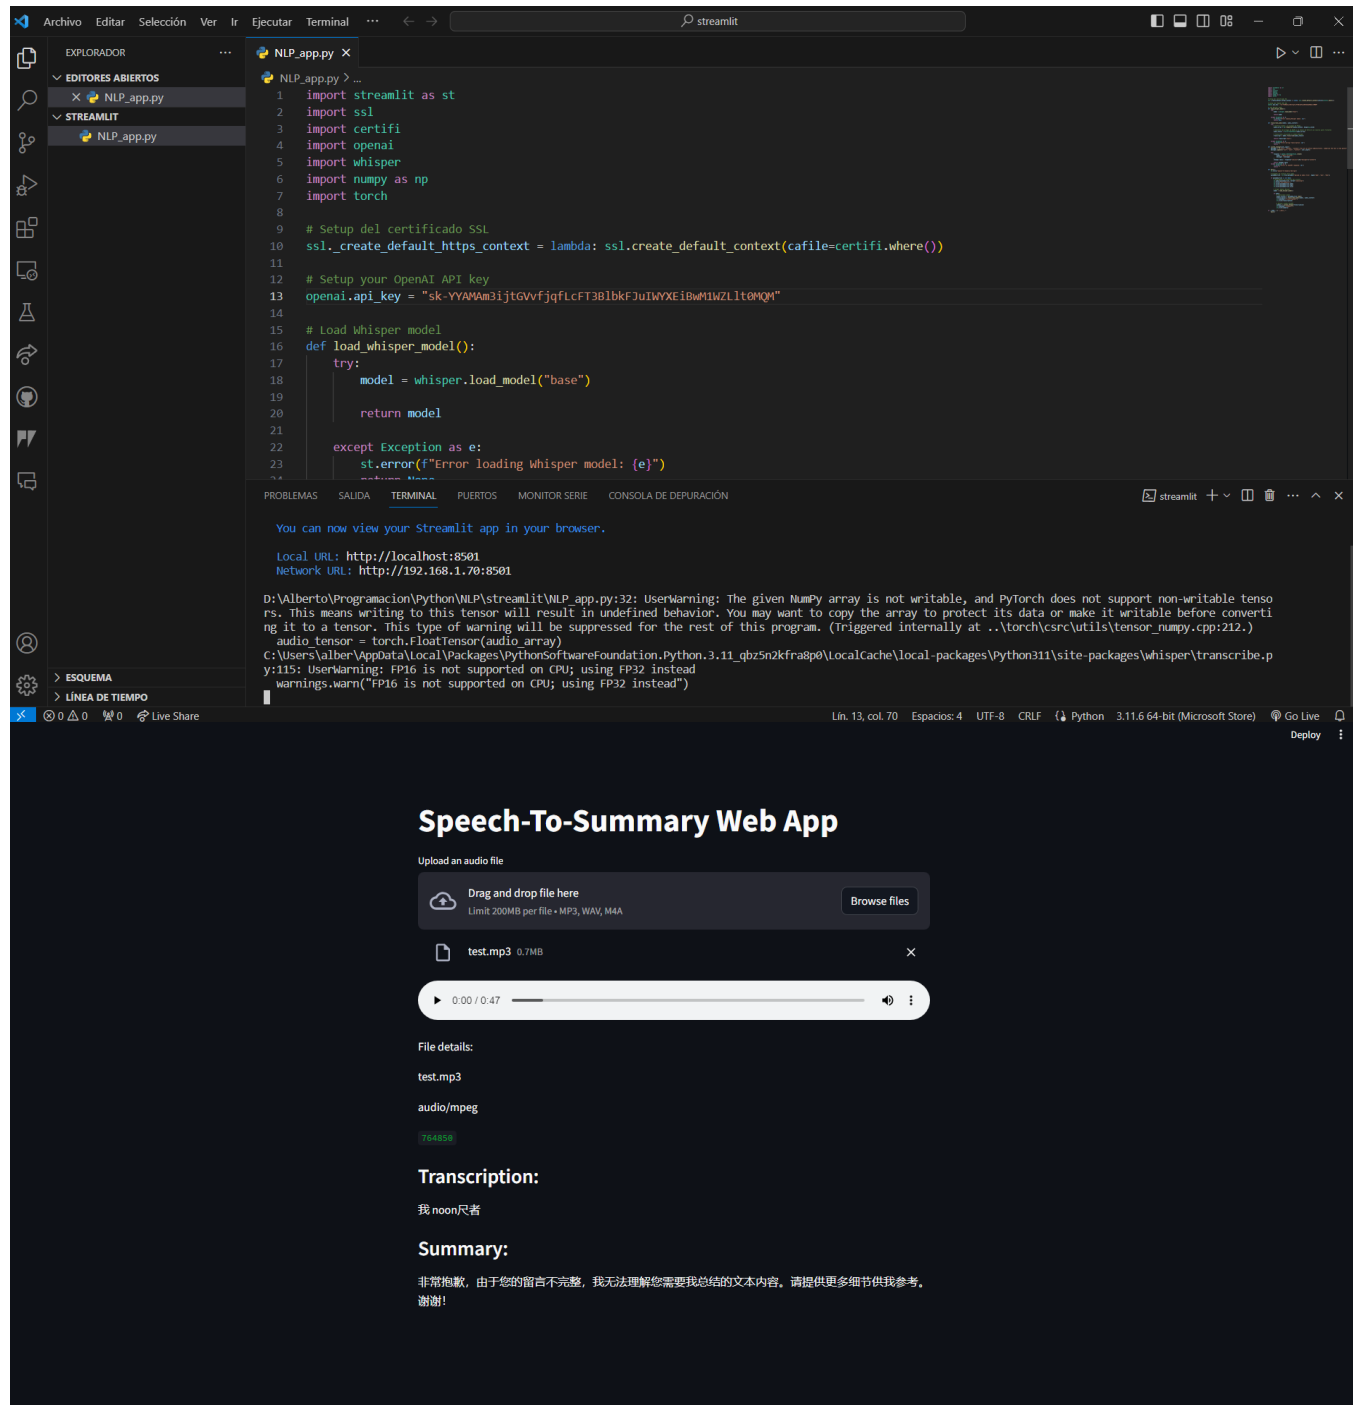 Archivo Editar Selección Ver Ir Ejecutar Terminal ··· streamlit
EXPLORADOR ···
EDITORES ABIERTOS
NLP_app.py
STREAMLIT
NLP_app.py
ESQUEMA
LÍNEA DE TIEMPO
NLP_app.py
NLP_app.py > ...
1 import streamlit as st
2 import ssl
3 import certifi
4 import openai
5 import whisper
6 import numpy as np
7 import torch
8
9 # Setup del certificado SSL
10 ssl._create_default_https_context = lambda: ssl.create_default_context(cafile=certifi.where())
11
12 # Setup your OpenAI API key
13 openai.api_key =
14
15 # Load Whisper model
16 def load_whisper_model():
17 try:
18 model = whisper.load_model("base")
19
20 return model
21
22 except Exception as e:
23 st.error(f"Error loading Whisper model: {e}")
24 return None
PROBLEMAS SALIDA TERMINAL PUERTOS MONITOR SERIE CONSOLA DE DEPURACIÓN streamlit
You can now view your Streamlit app in your browser.
Local URL: http://localhost:8501
Network URL: http://192.168.1.70:8501
D:\Alberto\Programacion\Python\NLP\streamlit\NLP_app.py:32: UserWarning: The given NumPy array is not writable, and PyTorch does not support non-writable tenso
rs. This means writing to this tensor will result in undefined behavior. You may want to copy the array to protect its data or make it writable before converti
ng it to a tensor. This type of warning will be suppressed for the rest of this program. (Triggered internally at ..\torch\csrc\utils\tensor_numpy.cpp:212.)
audio_tensor = torch.FloatTensor(audio_array)
C:\Users\alber\AppData\Local\Packages\PythonSoftwareFoundation.Python.3.11_qbz5n2kfra8p0\LocalCache\local-packages\Python311\site-packages\whisper\transcribe.p
y:115: UserWarning: FP16 is not supported on CPU; using FP32 instead
warnings.warn("FP16 is not supported on CPU; using FP32 instead")
0 0 0 Live Share Lín. 13, col. 70 Espacios: 4 UTF-8 CRLF Python 3.11.6 64-bit (Microsoft Store) Go Live
Deploy
Speech-To-Summary Web App
Upload an audio file
Drag and drop file here
Limit 200MB per file • MP3, WAV, M4A
Browse files
test.mp3 0.7MB
0:00 / 0:47
File details:
test.mp3
audio/mpeg
764858
Transcription:
我 noon尺者
Summary:
非常抱歉，由于您的留言不完整，我无法理解您需要我总结的文本内容。请提供更多细节供我参考。
谢谢！